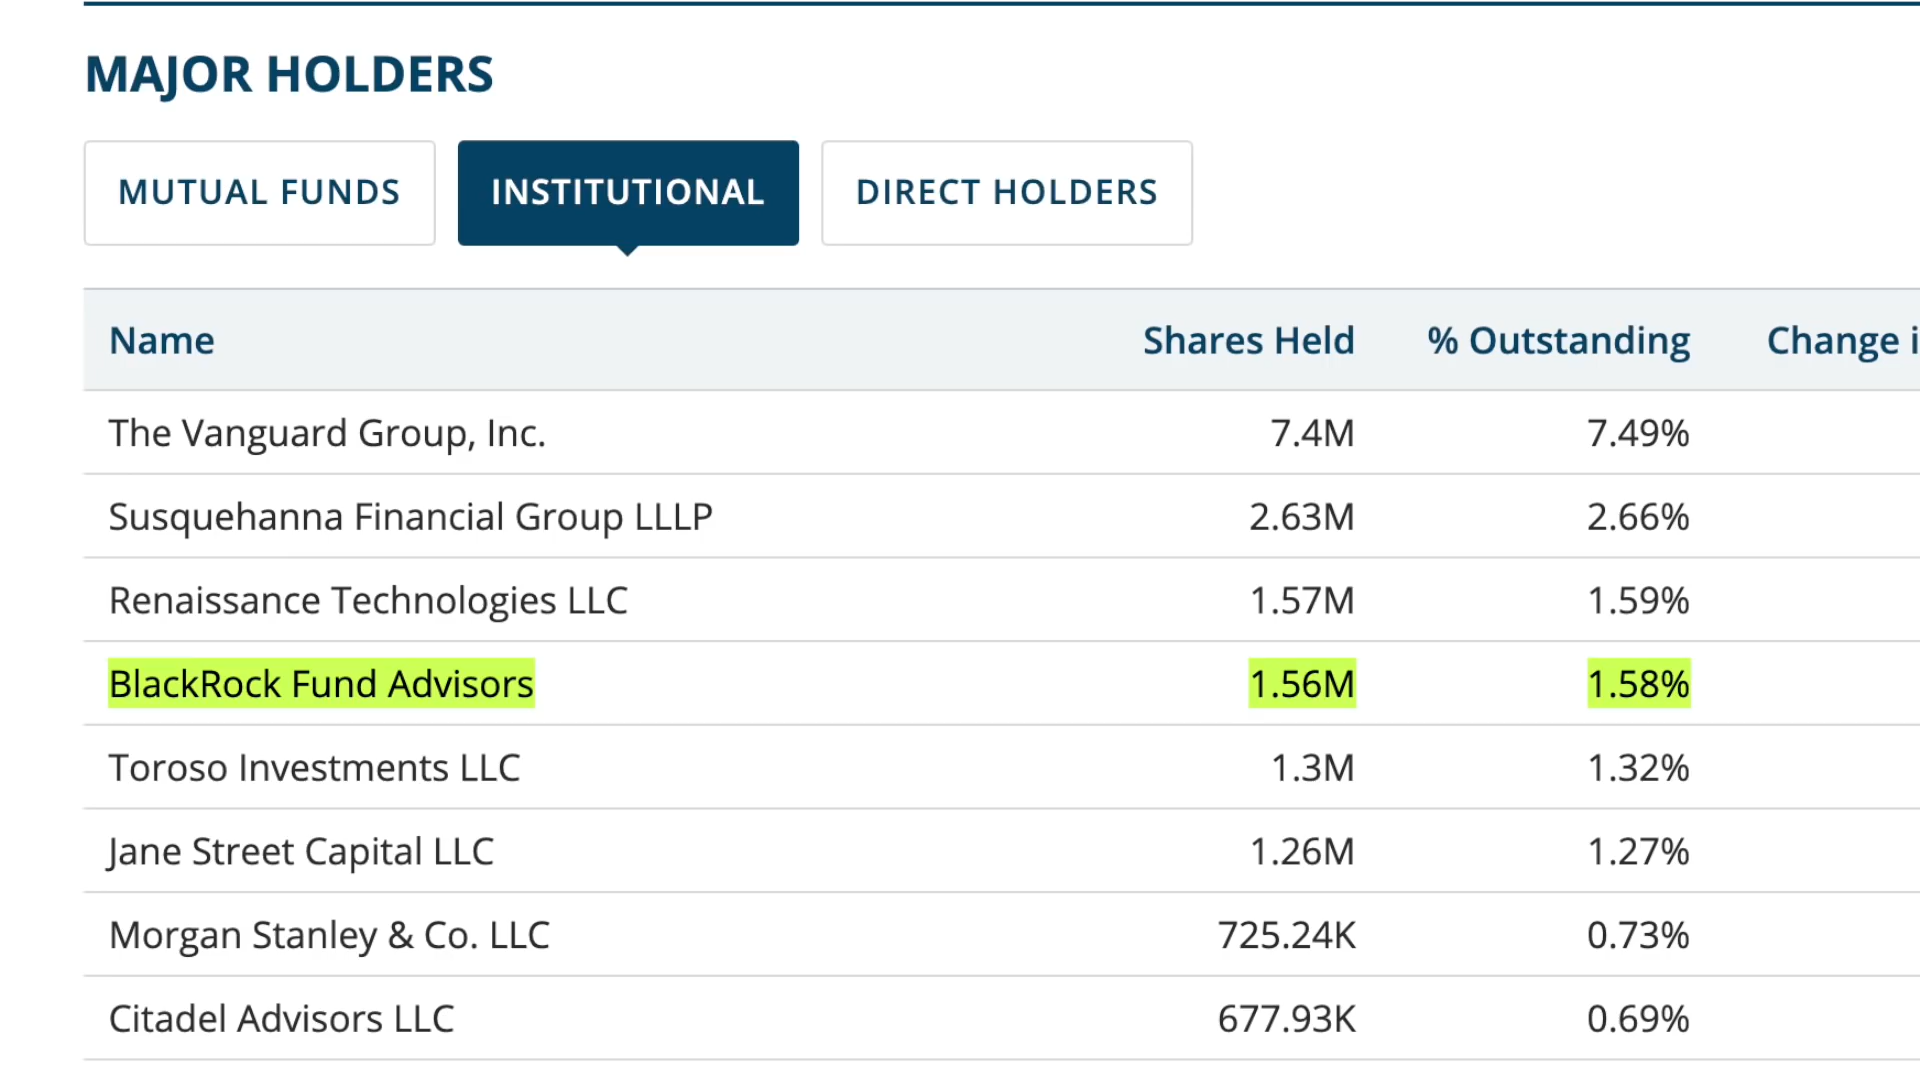 MAJOR HOLDERS
MUTUAL FUNDS INSTITUTIONAL DIRECT HOLDERS
Name Shares Held % Outstanding Change i
The Vanguard Group, Inc. 7.4M 7.49%
Susquehanna Financial Group LLLP 2.63M 2.66%
Renaissance Technologies LLC 1.57M 1.59%
BlackRock Fund Advisors 1.56M 1.58%
Toroso Investments LLC 1.3M 1.32%
Jane Street Capital LLC 1.26M 1.27%
Morgan Stanley & Co. LLC 725.24K 0.73%
Citadel Advisors LLC 677.93K 0.69%